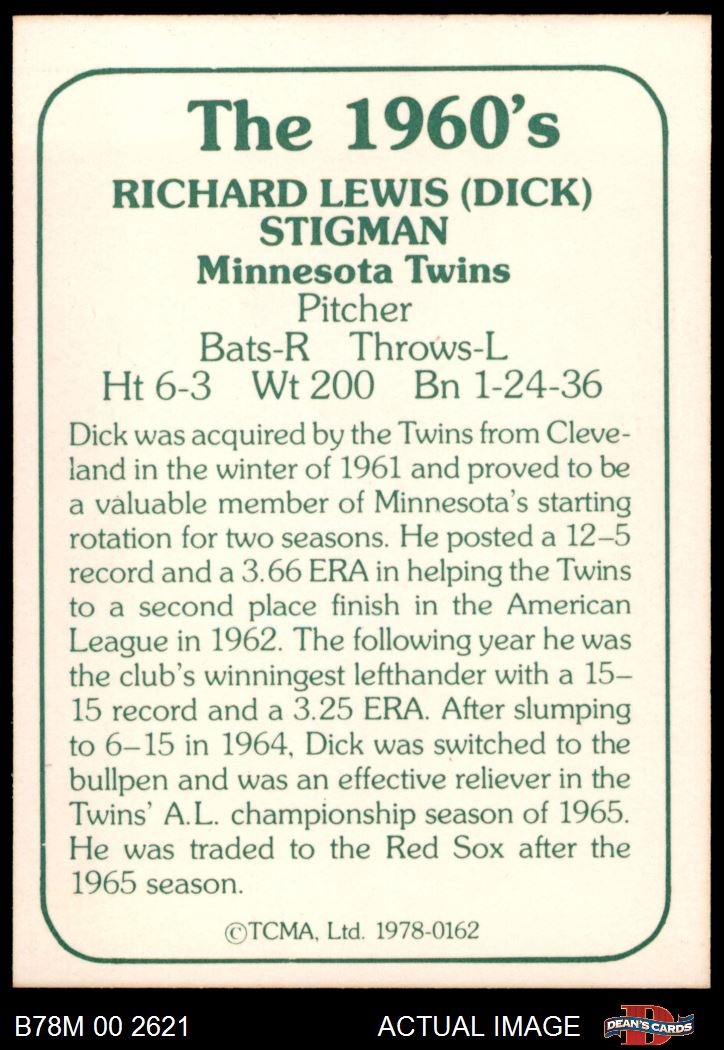 The 1960's
RICHARD LEWIS (DICK)
STIGMAN
Minnesota Twins
Pitcher
Bats-R Throws-L
Ht 6-3 Wt 200 Bn 1-24-36
Dick was acquired by the Twins from Cleve-
land in the winter of 1961 and proved to be
a valuable member of Minnesota's starting
rotation for two seasons. He posted a 12–5
record and a 3.66 ERA in helping the Twins
to a second place finish in the American
League in 1962. The following year he was
the club's winningest lefthander with a 15–
15 record and a 3.25 ERA. After slumping
to 6–15 in 1964, Dick was switched to the
bullpen and was an effective reliever in the
Twins' A.L. championship season of 1965.
He was traded to the Red Sox after the
1965 season.
©TCMA, Ltd. 1978-0162
B78M 00 2621 ACTUAL IMAGE D DEAN'S CARDS